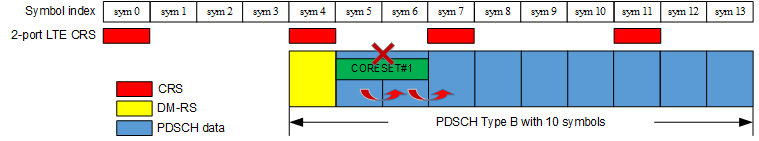 Symbol index sym 0 sym 1 sym 2 sym 3 sym 4 sym 5 sym 6 sym 7 sym 8 sym 9 sym 10 sym 11 sym 12 sym 13
2-port LTE CRS
CORESET#1
CRS
DM-RS
PDSCH data
PDSCH Type B with 10 symbols